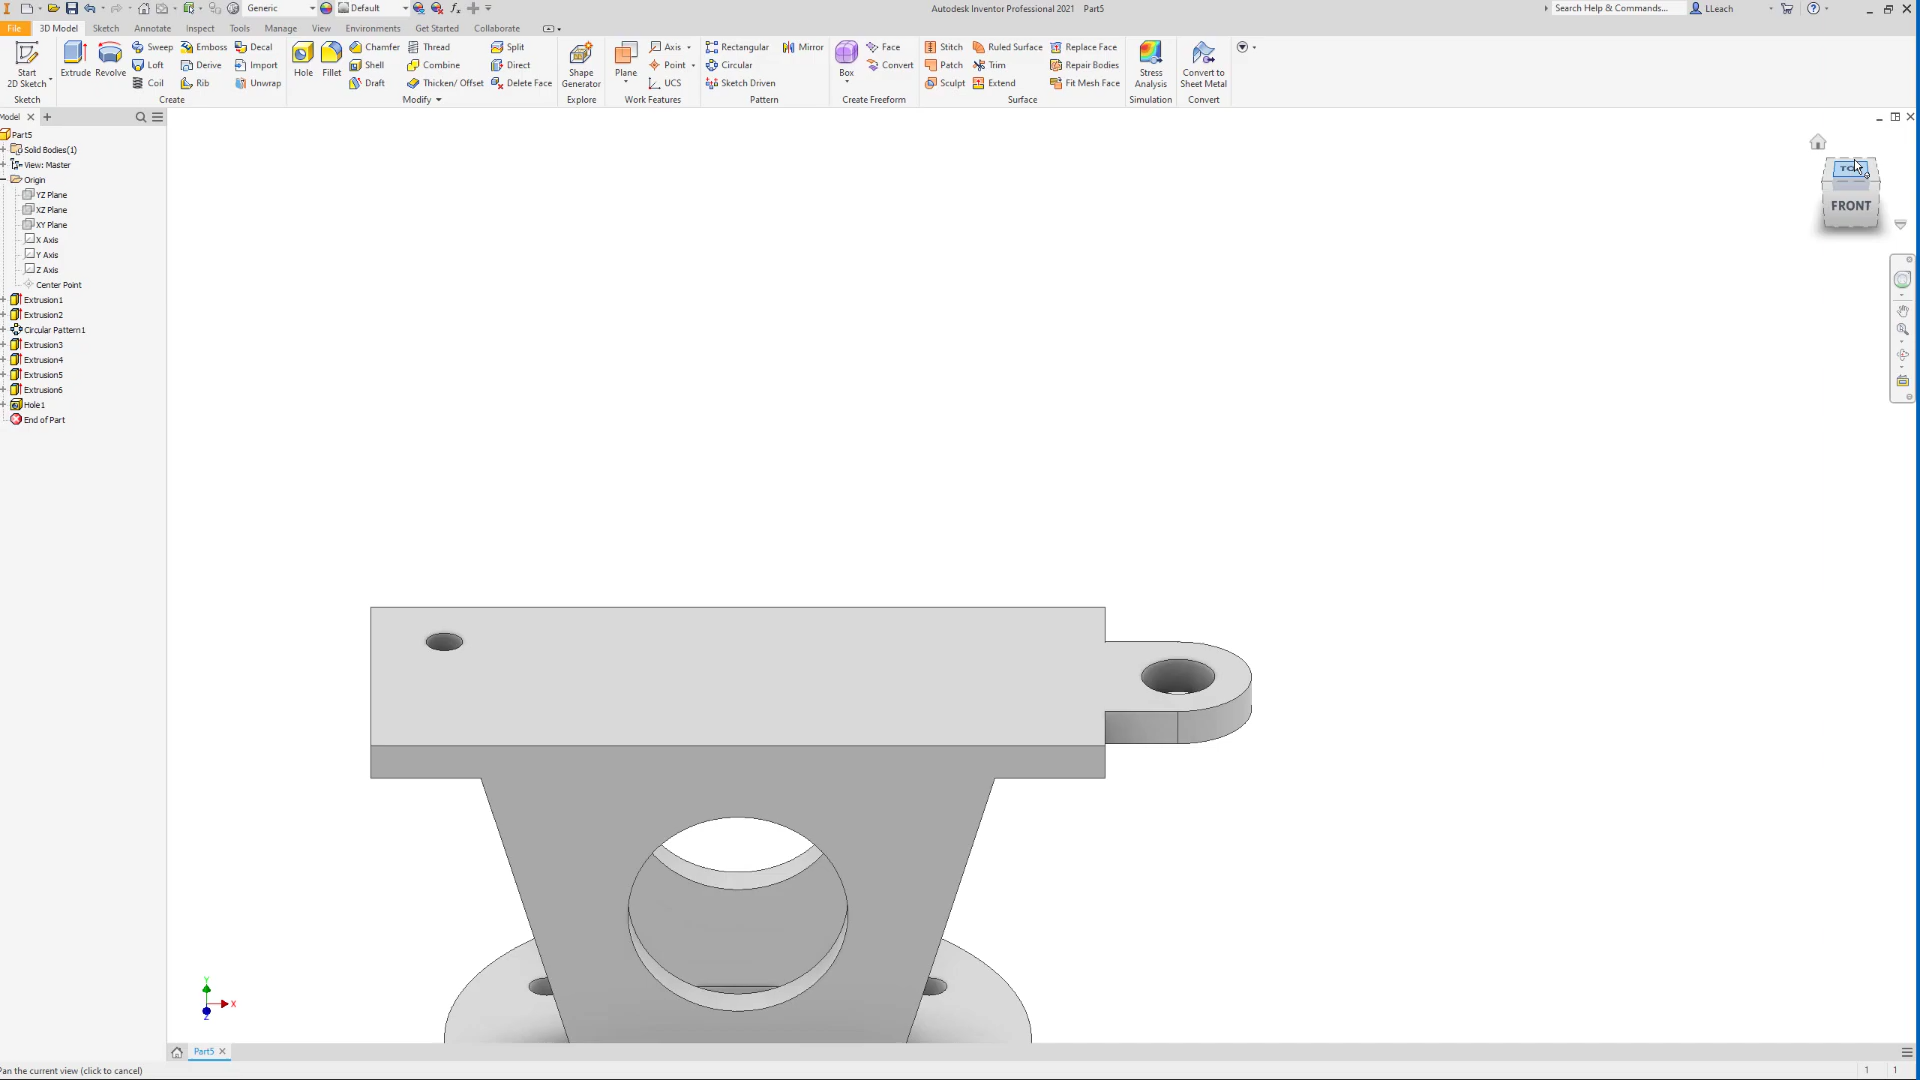 Generic
Default
Autodesk Inventor Professional 2021 Part5
Search Help & Commands...
LLeach
File
3D Model
Sketch
Annotate
Inspect
Tools
Manage
View
Environments
Get Started
Collaborate
Start
2D Sketch
Extrude
Revolve
Sweep
Loft
Coil
Emboss
Derive
Rib
Decal
Import
Unwrap
Hole
Fillet
Chamfer
Shell
Draft
Thread
Combine
Thicken/ Offset
Split
Direct
Delete Face
Shape
Generator
Plane
Axis
Point
UCS
Rectangular
Circular
Sketch Driven
Mirror
Box
Face
Convert
Stitch
Patch
Sculpt
Ruled Surface
Trim
Extend
Replace Face
Repair Bodies
Fit Mesh Face
Stress
Analysis
Convert to
Sheet Metal
Sketch
Create
Modify
Explore
Work Features
Pattern
Create Freeform
Surface
Simulation
Convert
Model
Part5
Solid Bodies(1)
View: Master
Origin
YZ Plane
XZ Plane
XY Plane
X Axis
Y Axis
Z Axis
Center Point
Extrusion1
Extrusion2
Circular Pattern1
Extrusion3
Extrusion4
Extrusion5
Extrusion6
Hole1
End of Part
FRONT
Y
X
Z
Part5
Pan the current view (click to cancel)
1
1